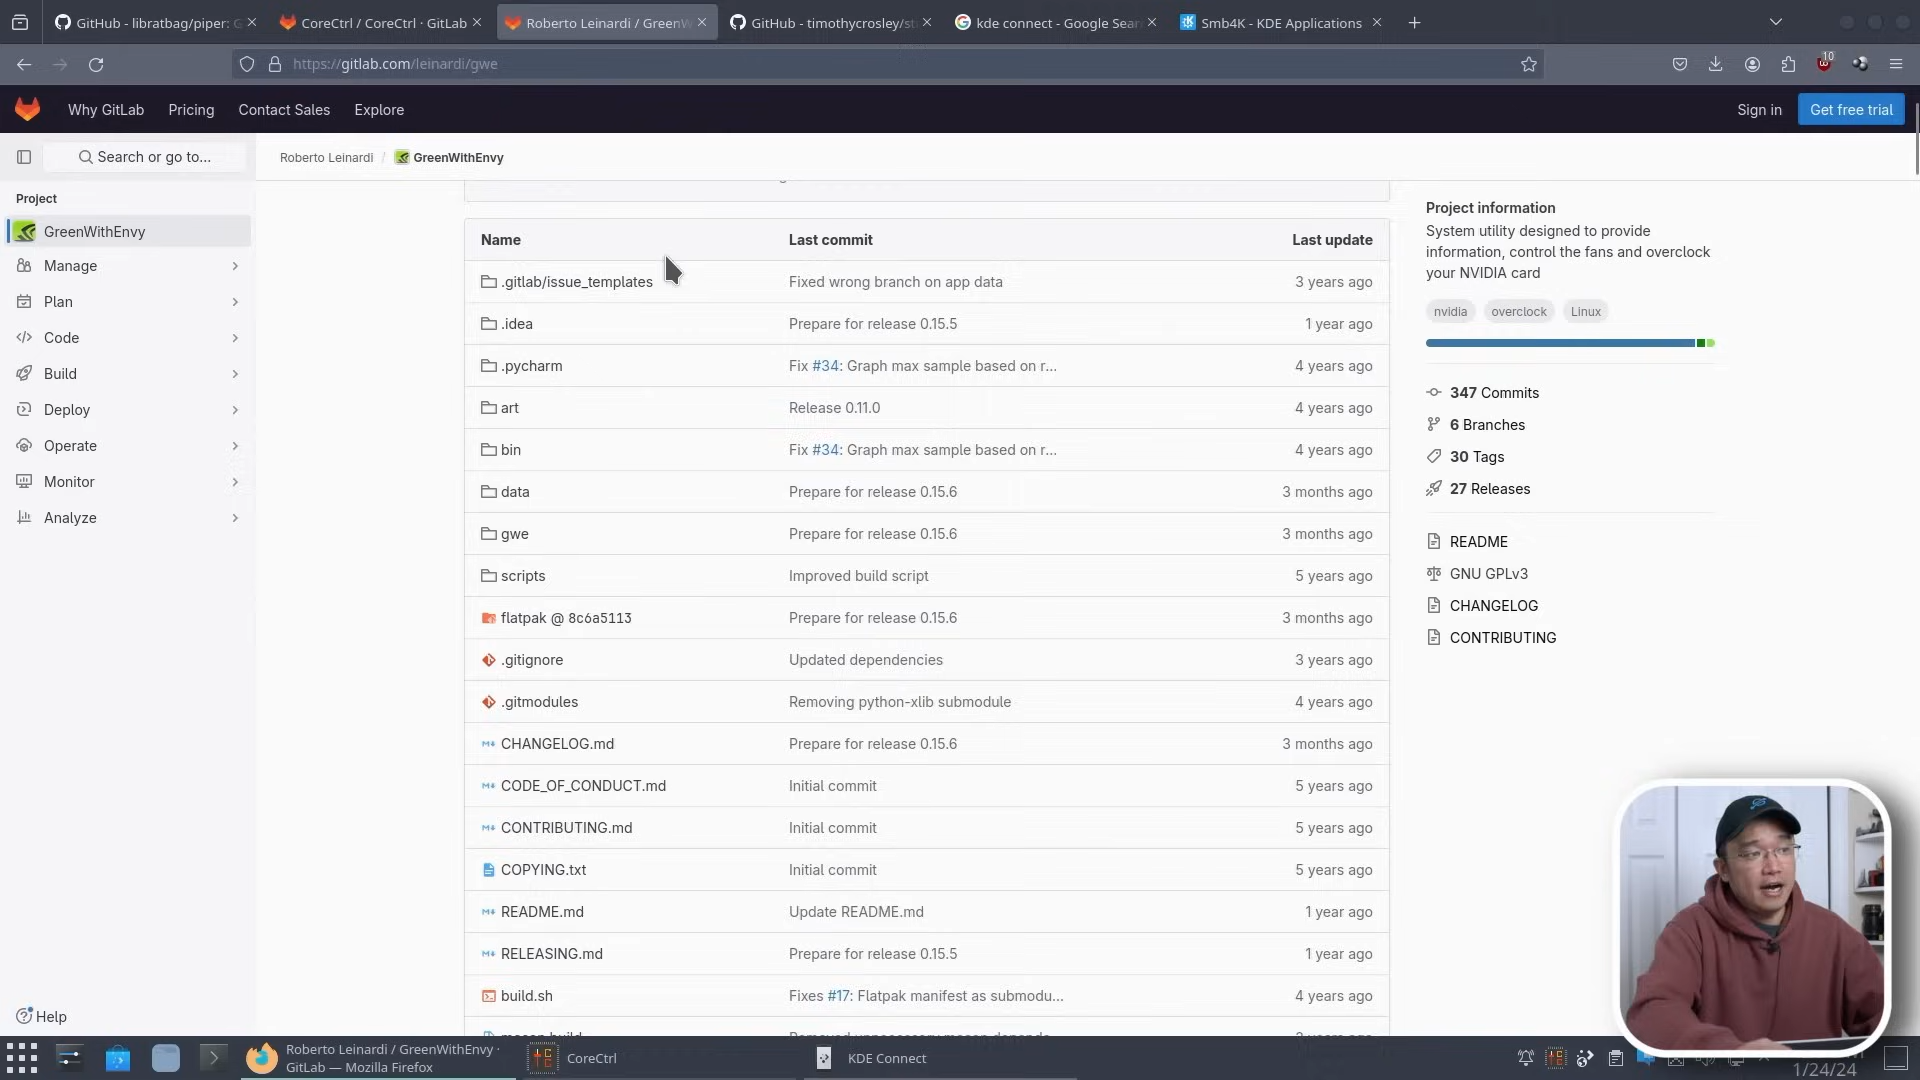 GitHub - libratbag/piper: G
CoreCtrl / CoreCtrl · GitLab
Roberto Leinardi / GreenW
GitHub - timothycrosley/st
kde connect - Google Sear
Smb4K - KDE Applications
https://gitlab.com/leinardi/gwe
10
Why GitLab
Pricing
Contact Sales
Explore
Sign in
Get free trial
Search or go to...
Roberto Leinardi / GreenWithEnvy
Project
GreenWithEnvy
Manage
Plan
Code
Build
Deploy
Operate
Monitor
Analyze
Help
Name Last commit Last update
.gitlab/issue_templates Fixed wrong branch on app data 3 years ago
.idea Prepare for release 0.15.5 1 year ago
.pycharm Fix #34: Graph max sample based on r... 4 years ago
art Release 0.11.0 4 years ago
bin Fix #34: Graph max sample based on r... 4 years ago
data Prepare for release 0.15.6 3 months ago
gwe Prepare for release 0.15.6 3 months ago
scripts Improved build script 5 years ago
flatpak @ 8c6a5113 Prepare for release 0.15.6 3 months ago
.gitignore Updated dependencies 3 years ago
.gitmodules Removing python-xlib submodule 4 years ago
CHANGELOG.md Prepare for release 0.15.6 3 months ago
CODE_OF_CONDUCT.md Initial commit 5 years ago
CONTRIBUTING.md Initial commit 5 years ago
COPYING.txt Initial commit 5 years ago
README.md Update README.md 1 year ago
RELEASING.md Prepare for release 0.15.5 1 year ago
build.sh Fixes #17: Flatpak manifest as submodu... 4 years ago
Project information
System utility designed to provide
information, control the fans and overclock
your NVIDIA card
nvidia
overclock
Linux
347 Commits
6 Branches
30 Tags
27 Releases
README
GNU GPLv3
CHANGELOG
CONTRIBUTING
Roberto Leinardi / GreenWithEnvy ·
GitLab — Mozilla Firefox
CoreCtrl
KDE Connect
1/24/24